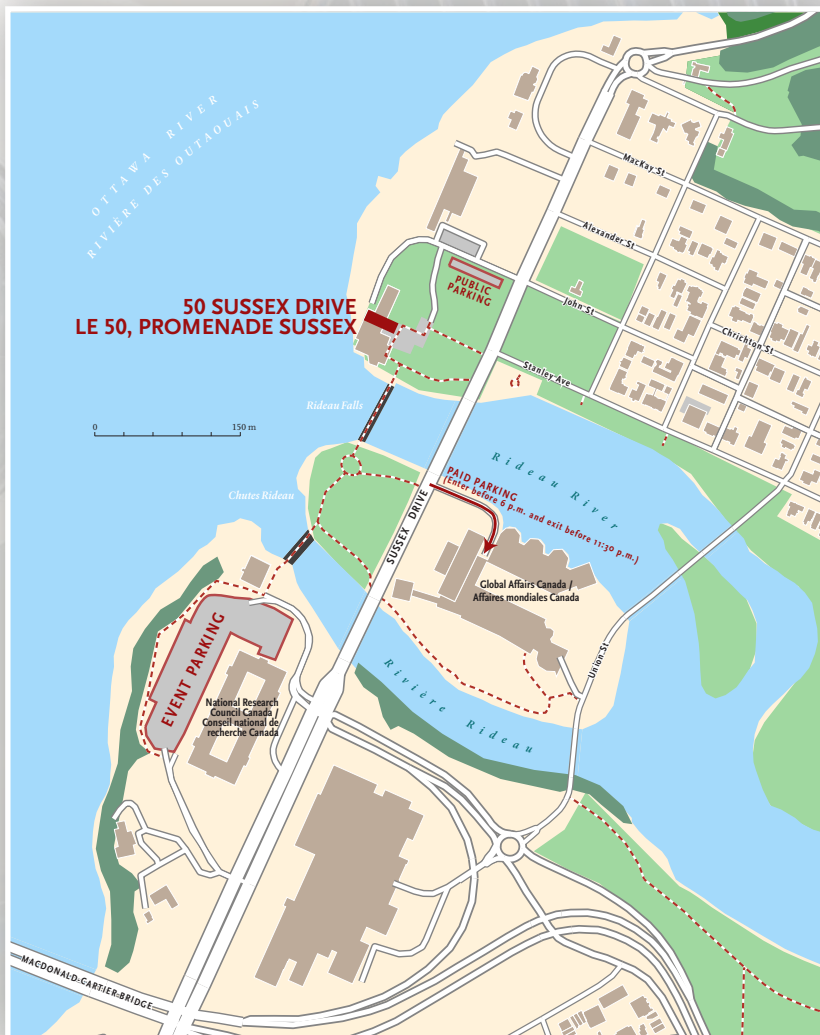 OTTAWA RIVER
RIVIÈRE DES OUTAOUAIS
MacKay St
Alexander St
PUBLIC
PARKING
John St
50 SUSSEX DRIVE
LE 50, PROMENADE SUSSEX
Chrichton St
Stanley Ave
Rideau Falls
0 150 m
Rideau River
PAID PARKING
(Enter before 6 p.m. and exit before 11:30 p.m.)
Chutes Rideau
SUSSEX DRIVE
Global Affairs Canada /
Affaires mondiales Canada
EVENT PARKING
Union St
Rivière Rideau
National Research
Council Canada /
Conseil national de
recherche Canada
MACDONALD-CARTIER BRIDGE